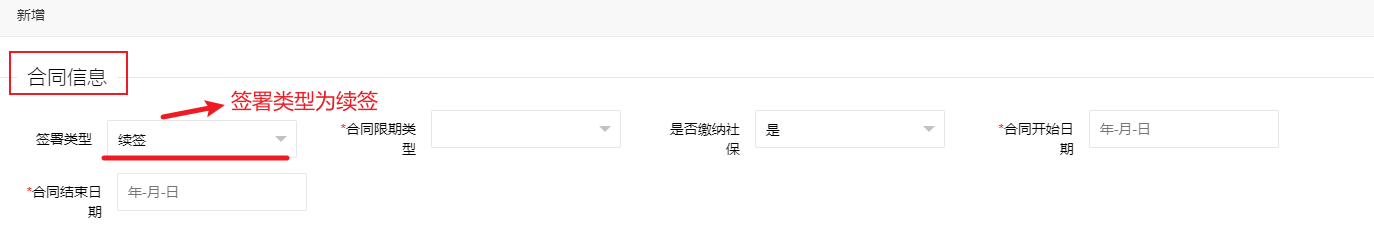 新增
合同信息
签署类型为续签
签署类型
续签
*合同限期类
型
是否缴纳社
保
是
*合同开始日
期
年-月-日
*合同结束日
期
年-月-日